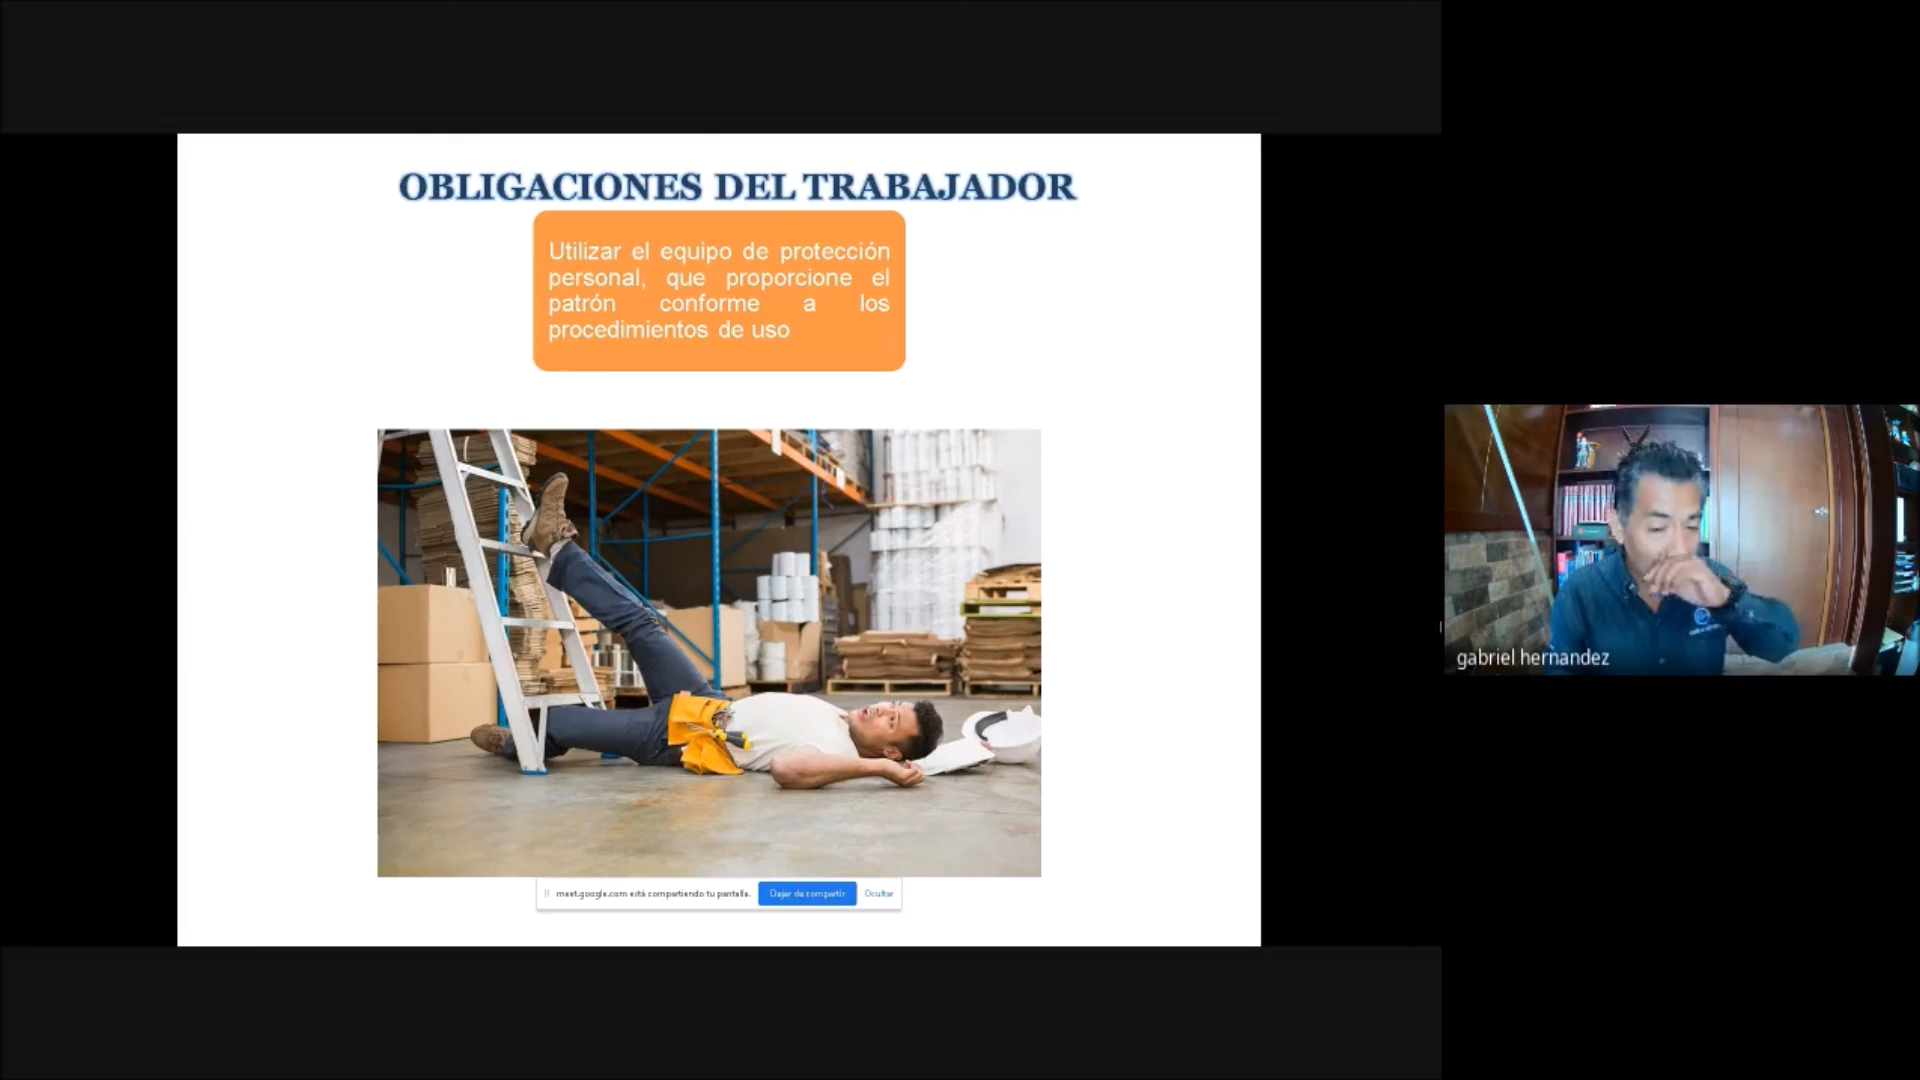 OBLIGACIONES DEL TRABAJADOR
Utilizar el equipo de protección
personal, que proporcione el
patrón conforme a los
procedimientos de uso
meet.google.com está compartiendo tu pantalla.
Dejar de compartir
Ocultar
gabriel hernandez